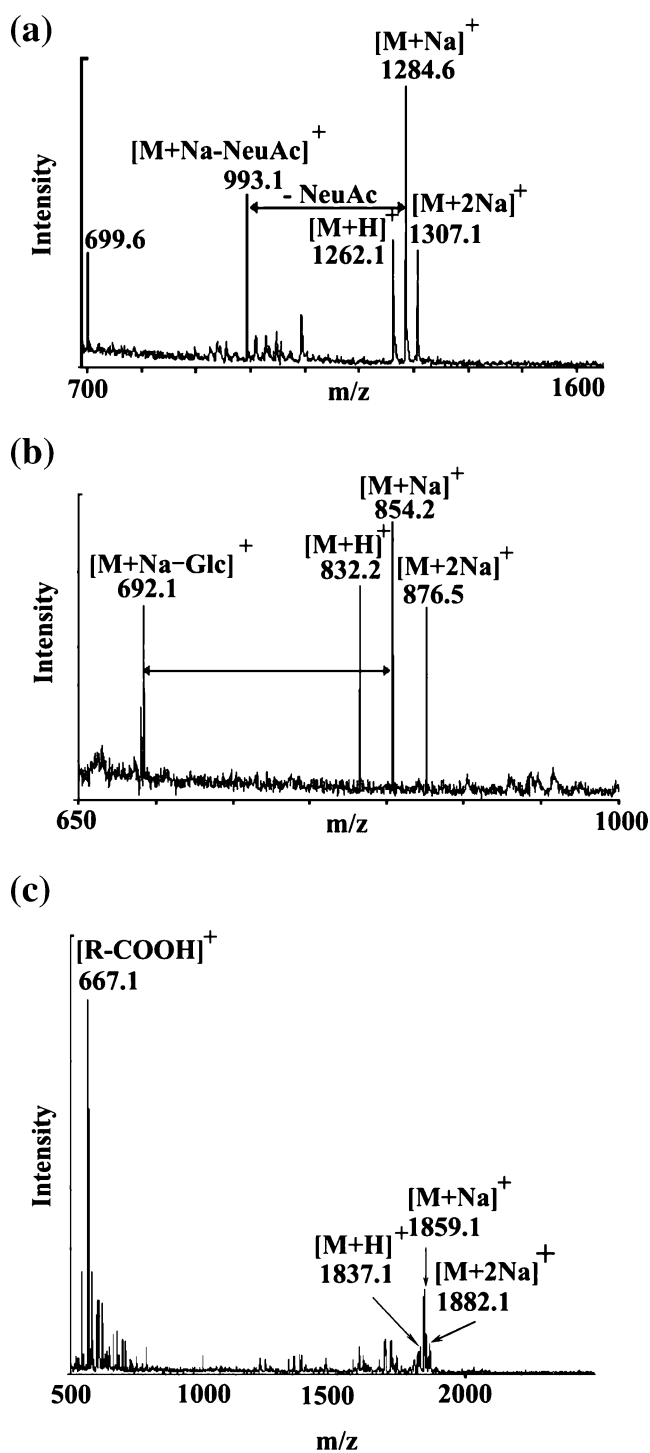 (a)
[M+Na]+
1284.6
[M+Na-NeuAc]+
993.1
- NeuAc
[M+2Na]+
1307.1
[M+H]+
1262.1
699.6
Intensity
700
m/z
1600
(b)
[M+Na]+
854.2
[M+H]+
832.2
[M+2Na]+
876.5
[M+Na−Glc]+
692.1
Intensity
650
m/z
1000
(c)
[R-COOH]+
667.1
[M+Na]+
1859.1
[M+H]+
1837.1
[M+2Na]+
1882.1
Intensity
500
1000
1500
2000
m/z